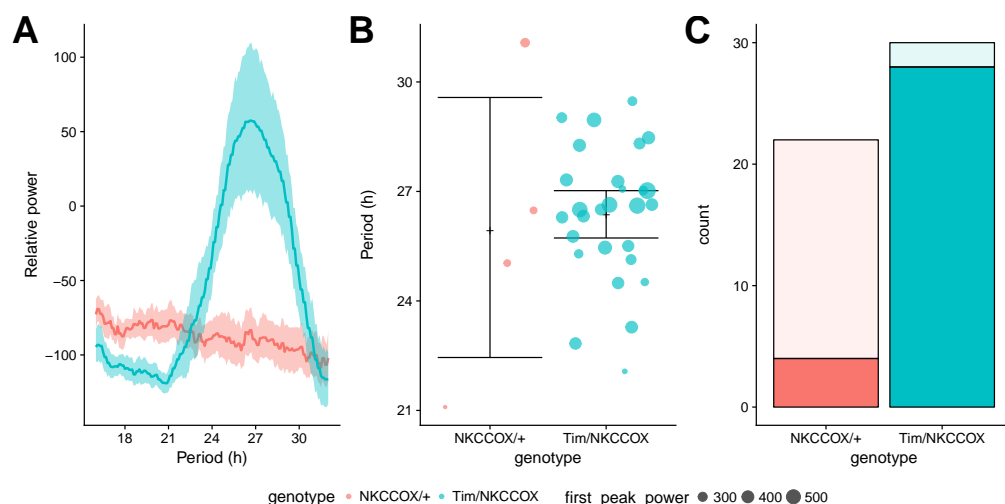 A
B
C
Relative power
100
50
0
−50
−100
18
21
24
27
30
Period (h)
Period (h)
30
27
24
21
NKCCOX/+
Tim/NKCCOX
genotype
count
30
20
10
0
NKCCOX/+
Tim/NKCCOX
genotype
genotype NKCCOX/+ Tim/NKCCOX first_peak_power 300 400 500